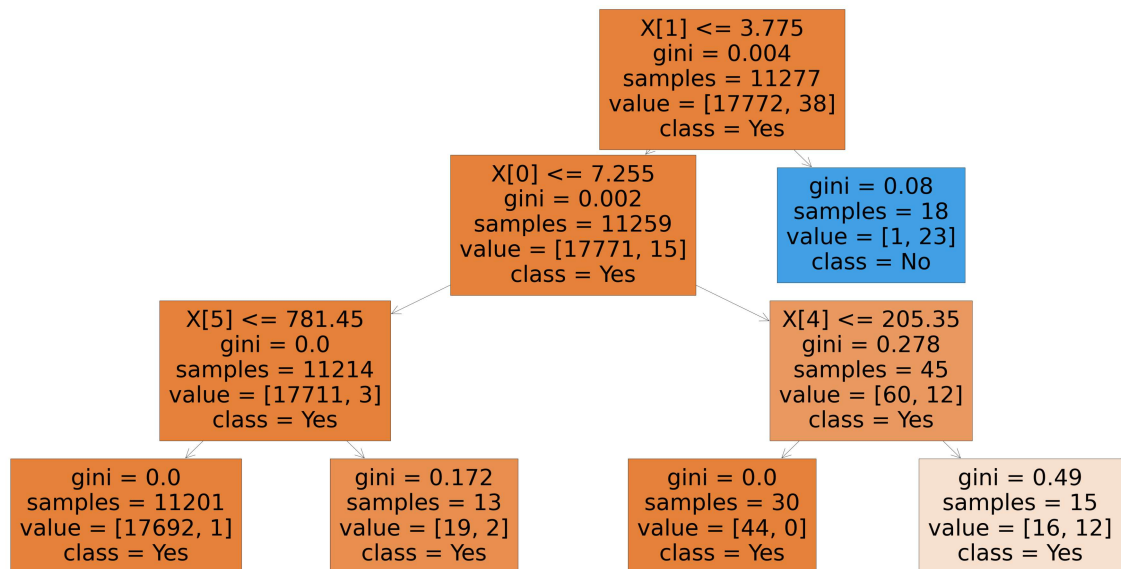 X[1] <= 3.775
gini = 0.004
samples = 11277
value = [17772, 38]
class = Yes
X[0] <= 7.255
gini = 0.002
samples = 11259
value = [17771, 15]
class = Yes
gini = 0.08
samples = 18
value = [1, 23]
class = No
X[5] <= 781.45
gini = 0.0
samples = 11214
value = [17711, 3]
class = Yes
X[4] <= 205.35
gini = 0.278
samples = 45
value = [60, 12]
class = Yes
gini = 0.0
samples = 11201
value = [17692, 1]
class = Yes
gini = 0.172
samples = 13
value = [19, 2]
class = Yes
gini = 0.0
samples = 30
value = [44, 0]
class = Yes
gini = 0.49
samples = 15
value = [16, 12]
class = Yes